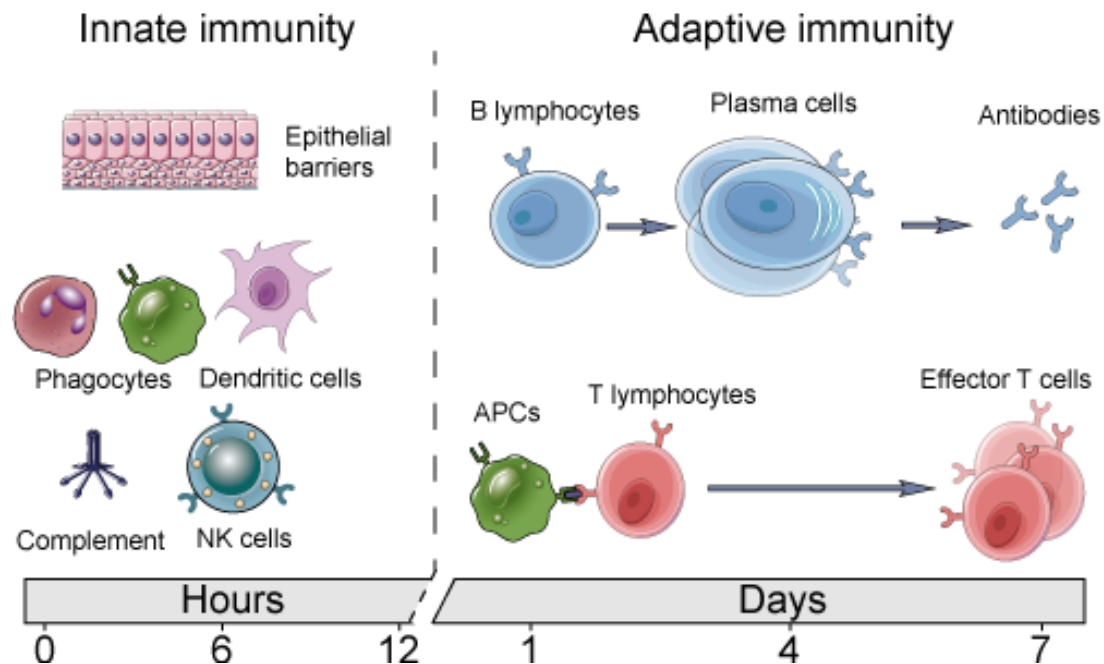 Innate immunity
Adaptive immunity
Epithelial
barriers
B lymphocytes
Plasma cells
Antibodies
Phagocytes
Dendritic cells
Complement
NK cells
APCs
T lymphocytes
Effector T cells
Hours
Days
0
6
12
1
4
7